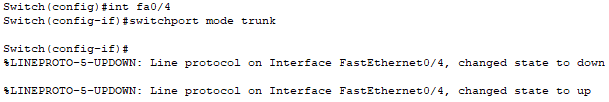 Switch(config)#int fa0/4
Switch(config-if)#switchport mode trunk
Switch(config-if)#
%LINEPROTO-5-UPDOWN: Line protocol on Interface FastEthernet0/4, changed state to down
%LINEPROTO-5-UPDOWN: Line protocol on Interface FastEthernet0/4, changed state to up